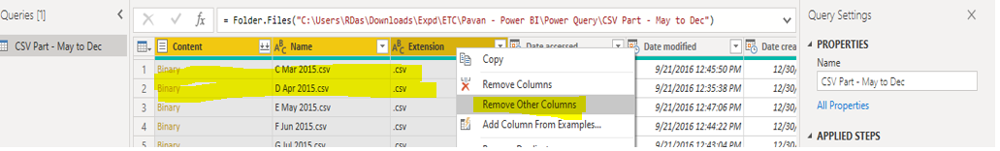 Queries [1]
CSV Part - May to Dec
= Folder.Files("C:\Users\RDas\Downloads\Expd\ETC\Pavan - Power BI\Power Query\CSV Part - May to Dec")
Content ABC Name ABC Extension Date accessed Date modified Date crea
1 Binary C Mar 2015.csv .csv 9/21/2016 12:45:50 PM 12/30/
2 Binary D Apr 2015.csv .csv 9/21/2016 12:35:38 PM 12/30/
3 Binary E May 2015.csv .csv 9/21/2016 12:47:06 PM 12/30/
4 Binary F Jun 2015.csv .csv 9/21/2016 12:44:22 PM 12/30/
5 Binary G Jul 2015.csv .csv 9/21/2016 12:43:04 PM 12/30/
Copy
Remove Columns
Remove Other Columns
Add Column From Examples...
Query Settings
PROPERTIES
Name
CSV Part - May to Dec
All Properties
APPLIED STEPS